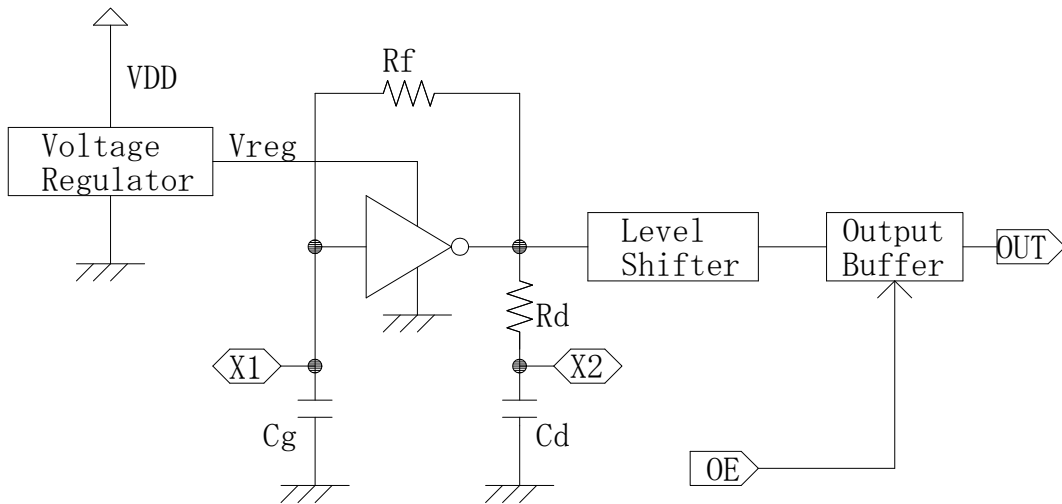 VDD
Rf
Voltage
Regulator
Vreg
Level
Shifter
Output
Buffer
OUT
Rd
X1
X2
Cg
Cd
OE